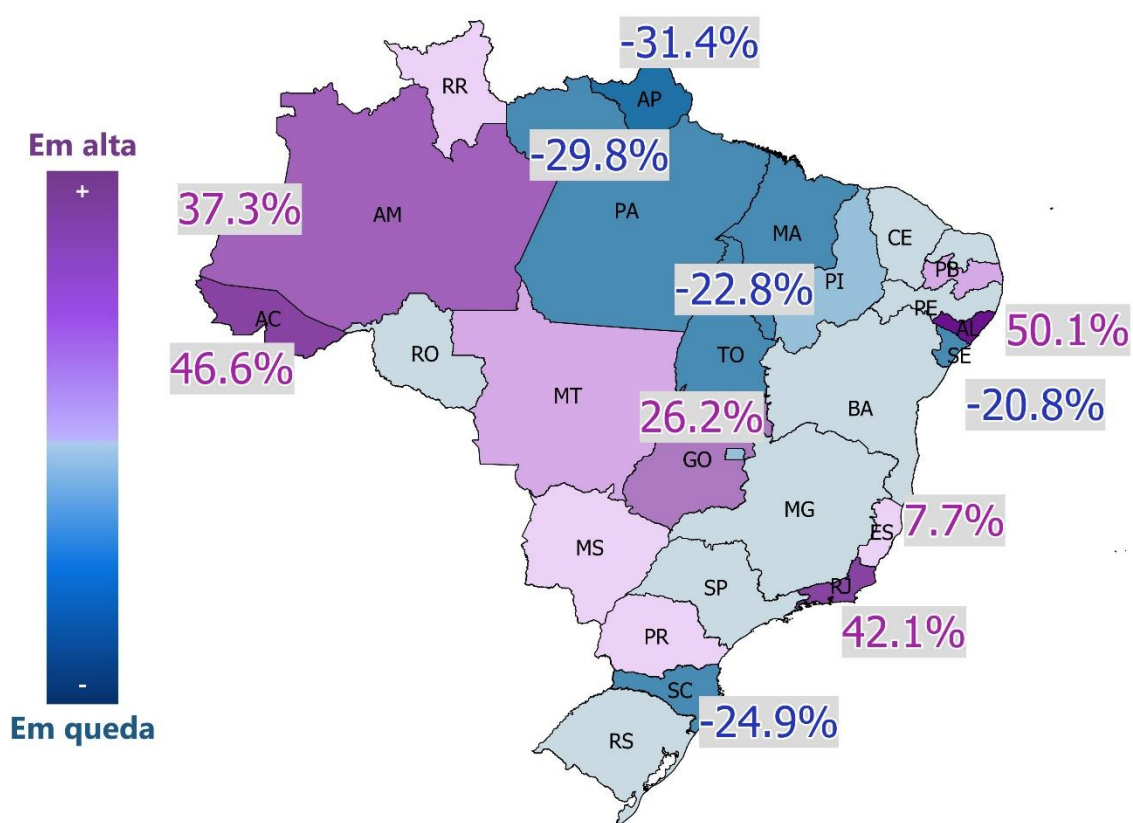 -31.4%
RR
AP
Em alta
+
-29.8%
37.3%
AM
PA
MA
CE
PB
-22.8%
PI
PE
AC
AL
50.1%
46.6%
RO
TO
SE
MT
26.2%
BA
-20.8%
GO
MG
7.7%
ES
MS
SP
RJ
PR
42.1%
-
Em queda
SC
-24.9%
RS